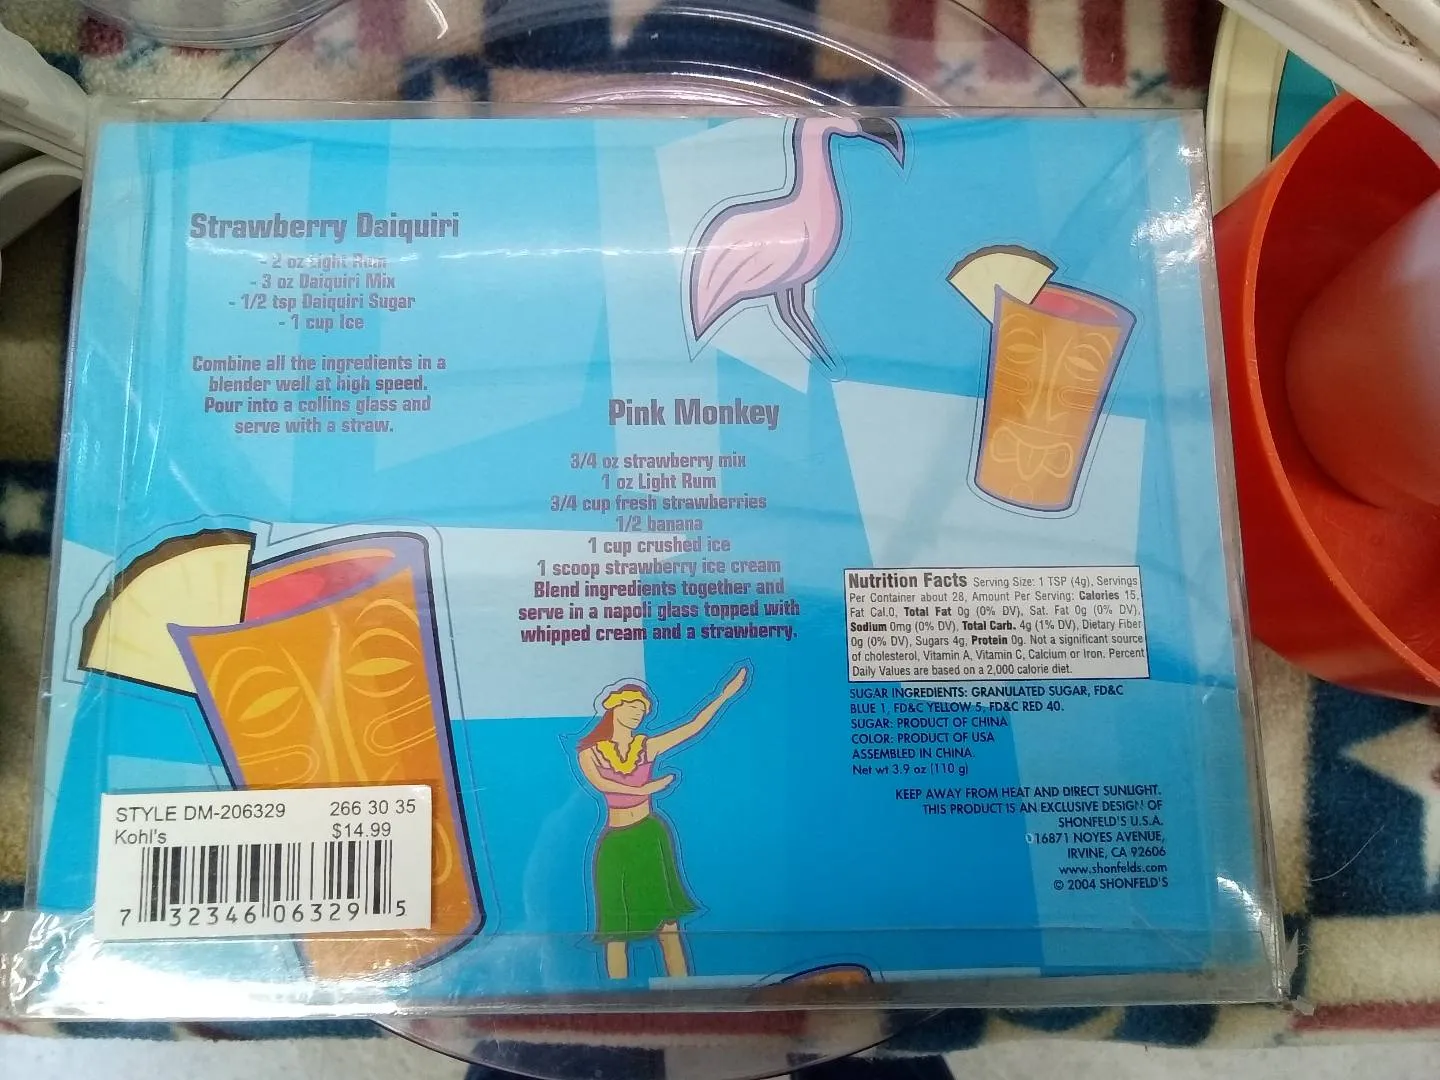 Strawberry Daiquiri
- 2 oz Light Rum
- 3 oz Daiquiri Mix
- 1/2 tsp Daiquiri Sugar
- 1 cup Ice
Combine all the ingredients in a
blender well at high speed.
Pour into a collins glass and
serve with a straw.
Pink Monkey
3/4 oz strawberry mix
1 oz Light Rum
3/4 cup fresh strawberries
1/2 banana
1 cup crushed ice
1 scoop strawberry ice cream
Blend ingredients together and
serve in a napoli glass topped with
whipped cream and a strawberry.
Nutrition Facts Serving Size: 1 TSP (4g), Servings
Per Container about 28, Amount Per Serving: Calories 15,
Fat Cal.0, Total Fat 0g (0% DV), Sat. Fat 0g (0% DV),
Sodium 0mg (0% DV), Total Carb. 4g (1% DV), Dietary Fiber
0g (0% DV), Sugars 4g, Protein 0g. Not a significant source
of cholesterol, Vitamin A, Vitamin C, Calcium or Iron. Percent
Daily Values are based on a 2,000 calorie diet.
SUGAR INGREDIENTS: GRANULATED SUGAR, FD&C
BLUE 1, FD&C YELLOW 5, FD&C RED 40.
SUGAR: PRODUCT OF CHINA
COLOR: PRODUCT OF USA
ASSEMBLED IN CHINA.
Net wt 3.9 oz (110 g)
KEEP AWAY FROM HEAT AND DIRECT SUNLIGHT.
THIS PRODUCT IS AN EXCLUSIVE DESIGN OF
SHONFELD'S U.S.A.
16871 NOYES AVENUE,
IRVINE, CA 92606
www.shonfelds.com
© 2004 SHONFELD'S
STYLE DM-206329 266 30 35
Kohl's $14.99
7 32346 06329 5